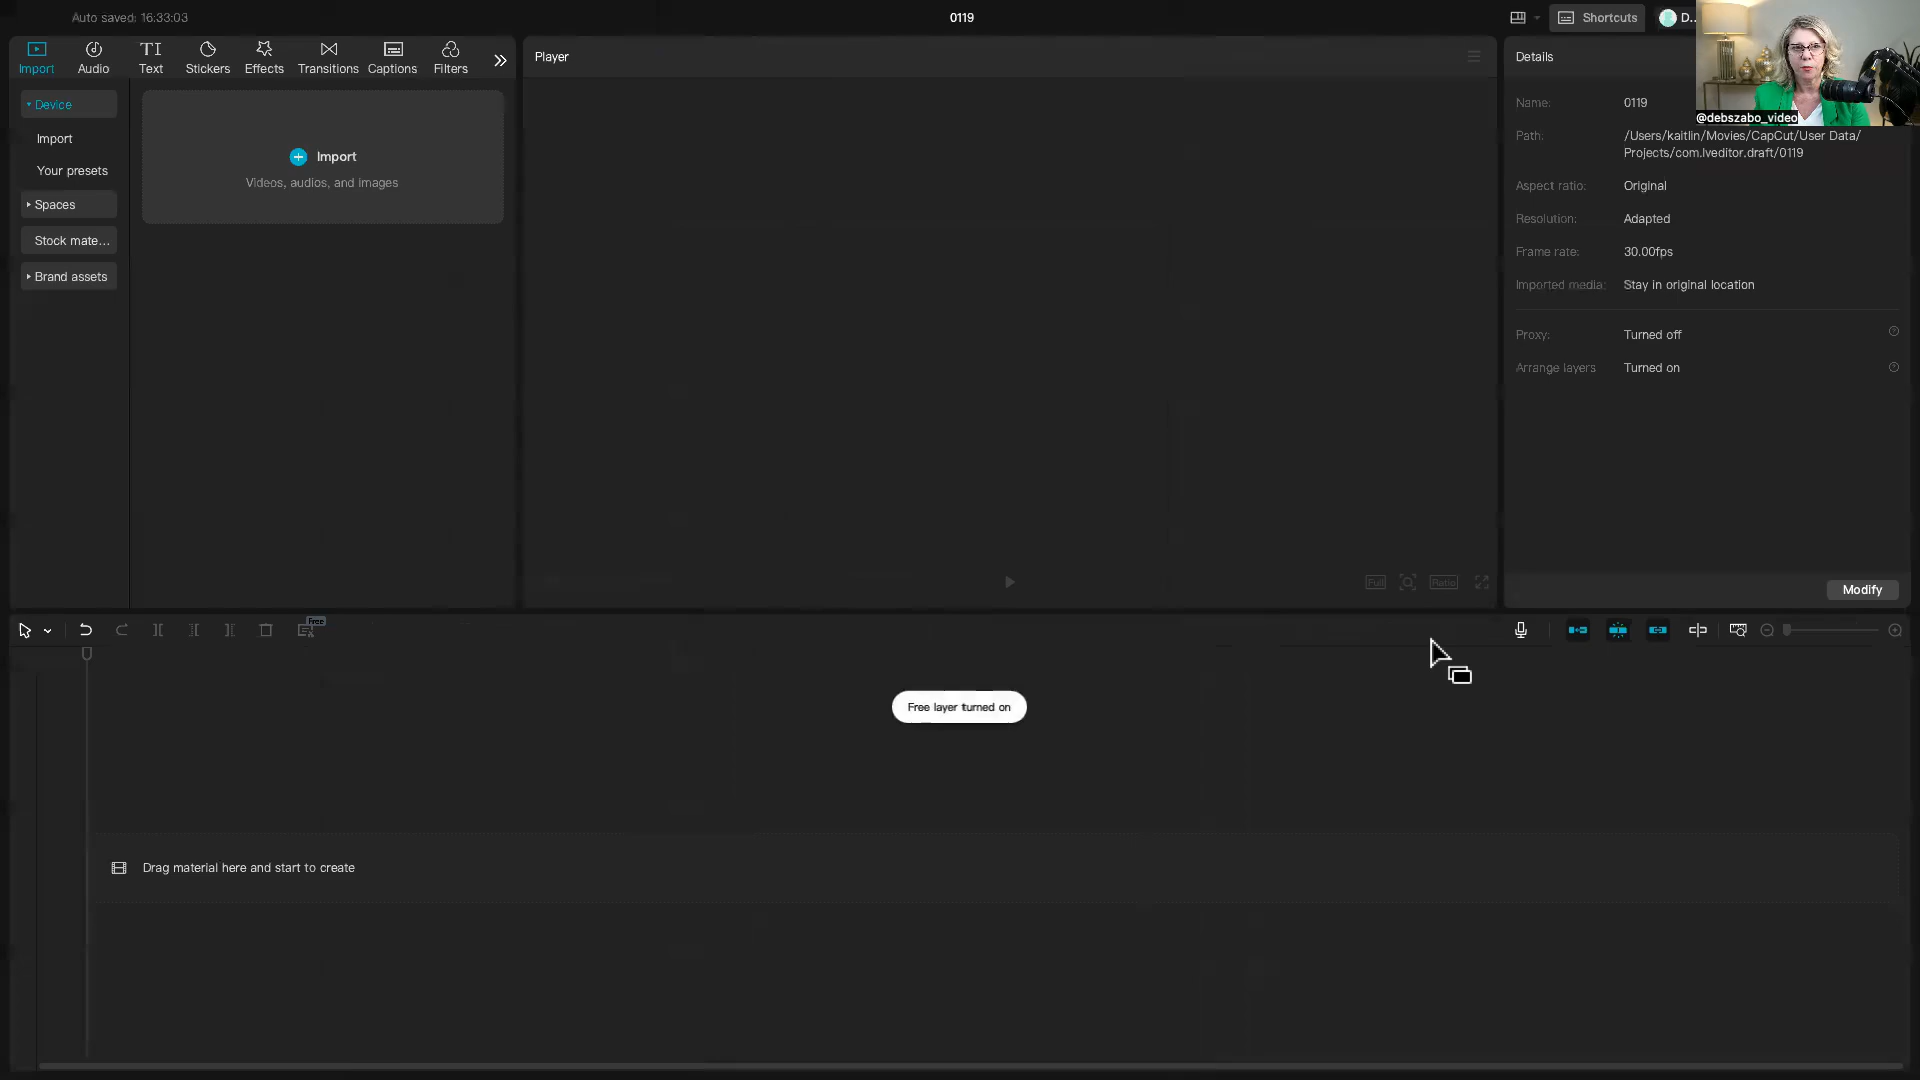 Auto saved: 16:33:03
0119
Shortcuts
D...
Import
Audio
TI
Text
Stickers
Effects
Transitions
Captions
Filters
Player
Details
Device
Import
Your presets
Spaces
Stock mate...
Brand assets
Import
Videos, audios, and images
@debszabo_video
Name:
0119
Path:
/Users/kaitlin/Movies/CapCut/User Data/
Projects/com.lveditor.draft/0119
Aspect ratio:
Original
Resolution:
Adapted
Frame rate:
30.00fps
Imported media:
Stay in original location
Proxy:
Turned off
Arrange layers
Turned on
Full
Ratio
Modify
Free
Free layer turned on
Drag material here and start to create